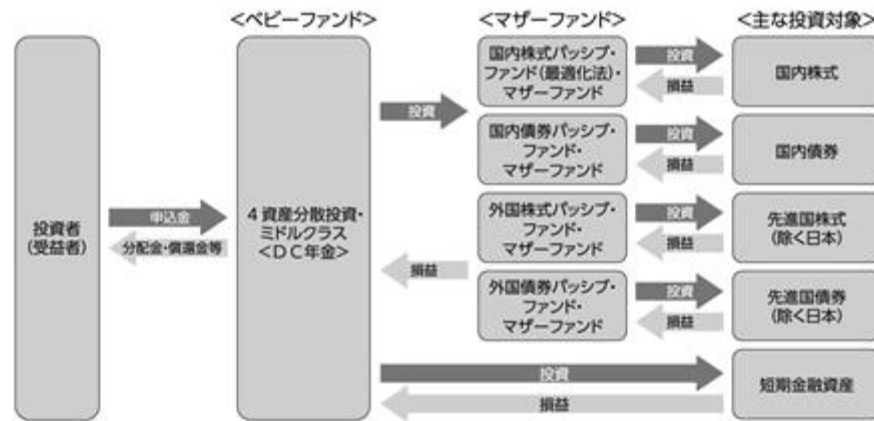 <ベビーファンド>
<マザーファンド>
<主な投資対象>
投資者
(受益者)
申込金
分配金・償還金等
4資産分散投資・
ミドルクラス
<DC年金>
投資
損益
国内株式パッシブ・
ファンド(最適化法)・
マザーファンド
投資
損益
国内株式
国内債券パッシブ・
ファンド・
マザーファンド
投資
損益
国内債券
外国株式パッシブ・
ファンド・
マザーファンド
投資
損益
先進国株式
(除く日本)
外国債券パッシブ・
ファンド・
マザーファンド
投資
損益
先進国債券
(除く日本)
投資
損益
短期金融資産